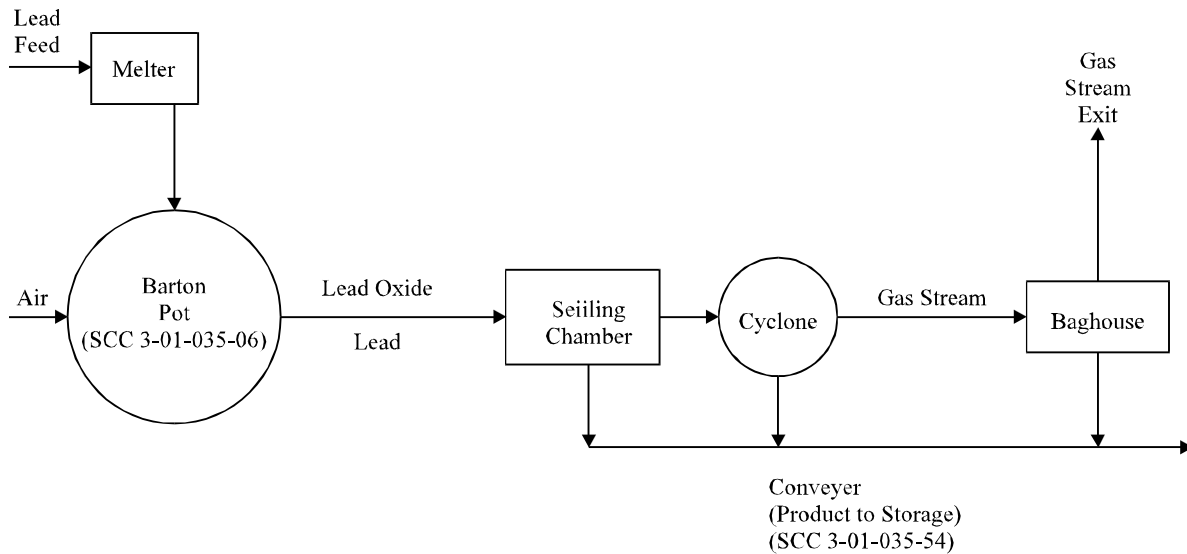 Lead
Feed
Melter
Gas
Stream
Exit
Air
Barton
Pot
(SCC 3-01-035-06)
Lead Oxide
Lead
Seiiling
Chamber
Cyclone
Gas Stream
Baghouse
Conveyer
(Product to Storage)
(SCC 3-01-035-54)